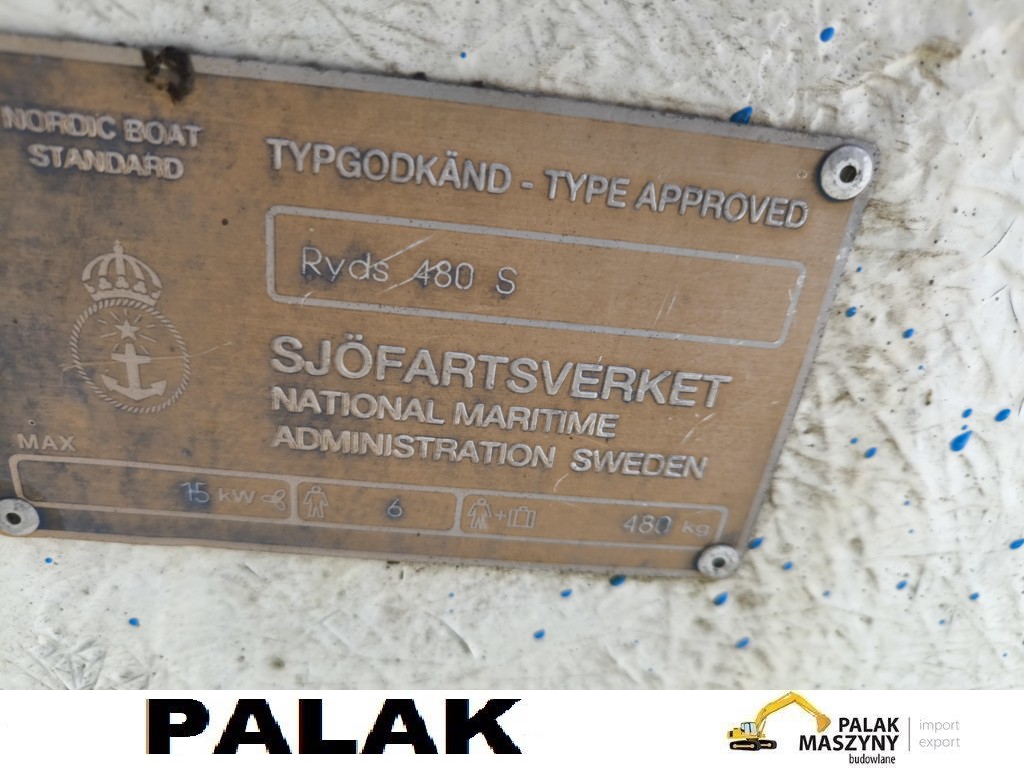 NORDIC BOAT
STANDARD
TYPGODKÄND - TYPE APPROVED
Ryds 480 S
SJÖFARTSVERKET
NATIONAL MARITIME
ADMINISTRATION SWEDEN
MAX
15 kW
6
+
480 kg
PALAK
PALAK
MASZYNY
budowlane
import
export